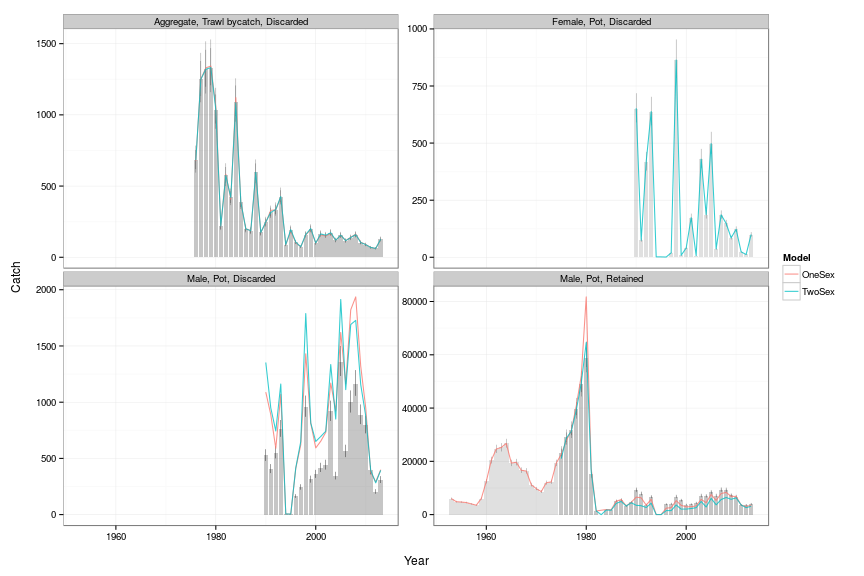 Aggregate, Trawl bycatch, Discarded
Female, Pot, Discarded
1500
1000
500
0
1000
750
500
250
0
Male, Pot, Discarded
Male, Pot, Retained
2000
1500
1000
500
0
80000
60000
40000
20000
0
1960
1980
2000
1960
1980
2000
Year
Catch
Model
OneSex
TwoSex